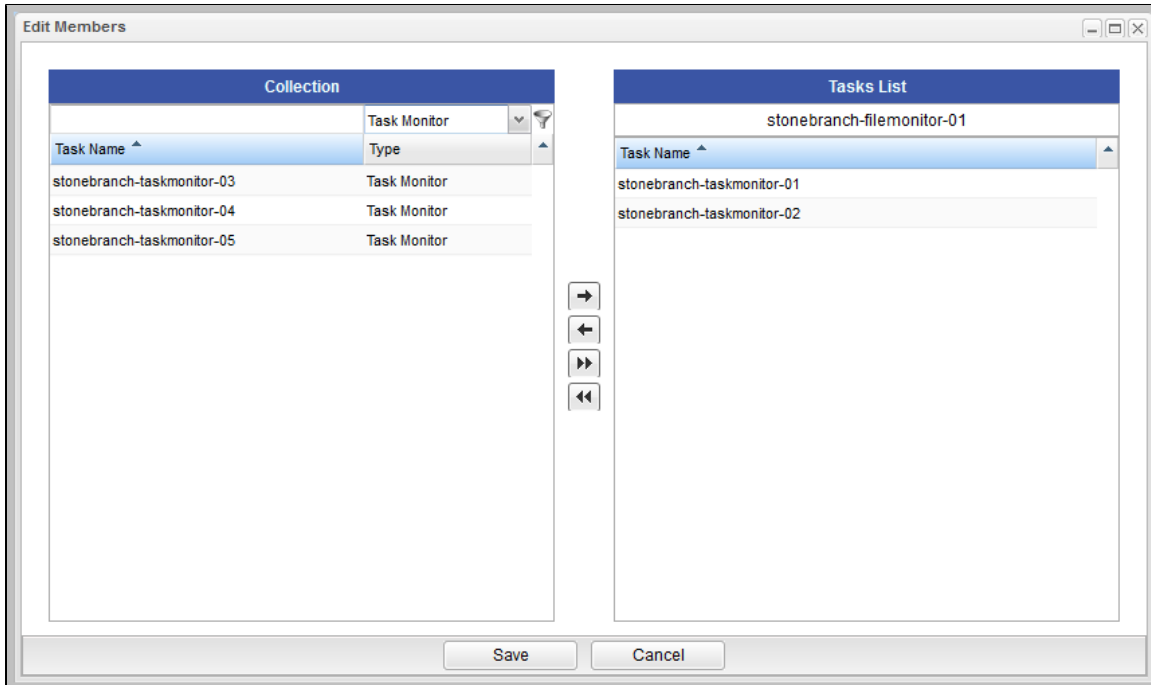 Edit Members
Collection
Task Monitor
Task Name Type
stonebranch-taskmonitor-03 Task Monitor
stonebranch-taskmonitor-04 Task Monitor
stonebranch-taskmonitor-05 Task Monitor
Tasks List
stonebranch-filemonitor-01
Task Name
stonebranch-taskmonitor-01
stonebranch-taskmonitor-02
Save Cancel